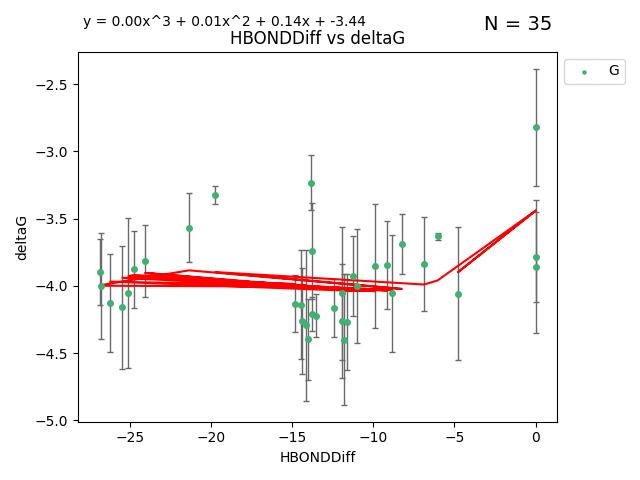 y = 0.00x^3 + 0.01x^2 + 0.14x + -3.44
N = 35
HBONDDiff vs deltaG
G
−2.5
−3.0
−3.5
−4.0
−4.5
−5.0
deltaG
−25 −20 −15 −10 −5 0
HBONDDiff